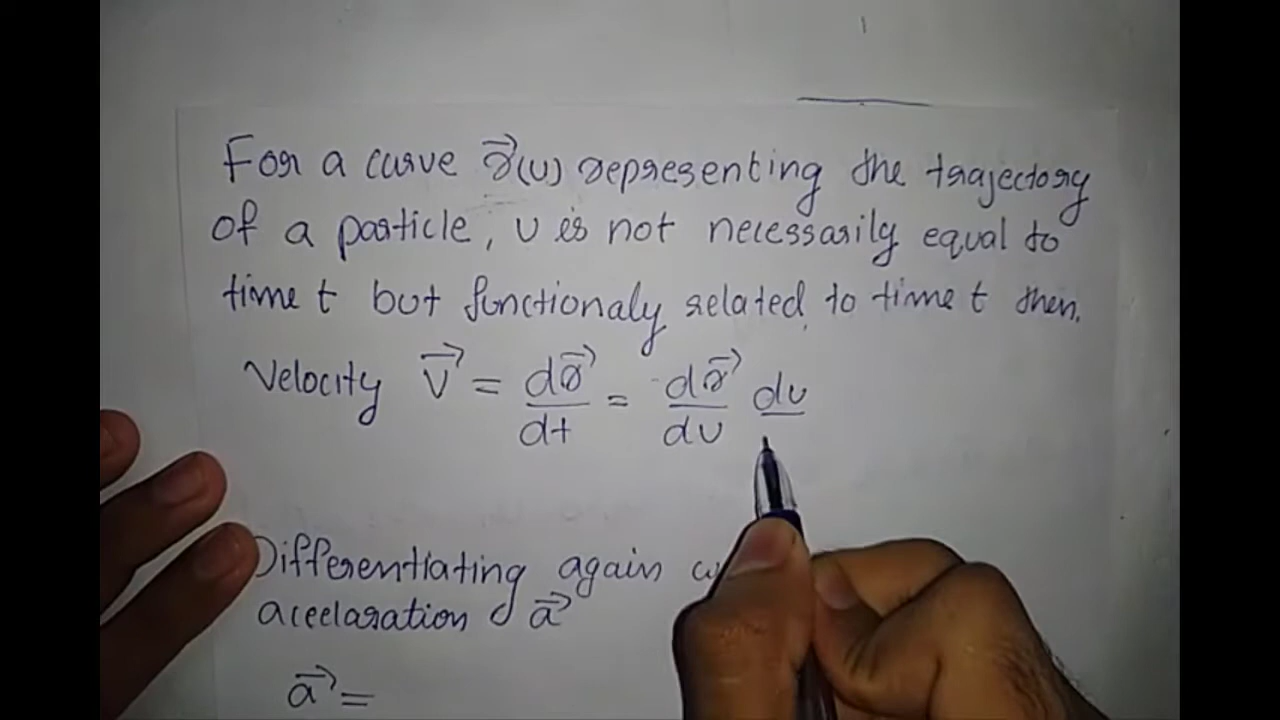 For a curve r⃗(u) representing the trajectory
of a particle, u is not necessarily equal to
time t but functionaly related to time t then.
Velocity V⃗ = dr⃗/dt = dr⃗/du du
Differentiating again
aceelaration a⃗
a⃗ =